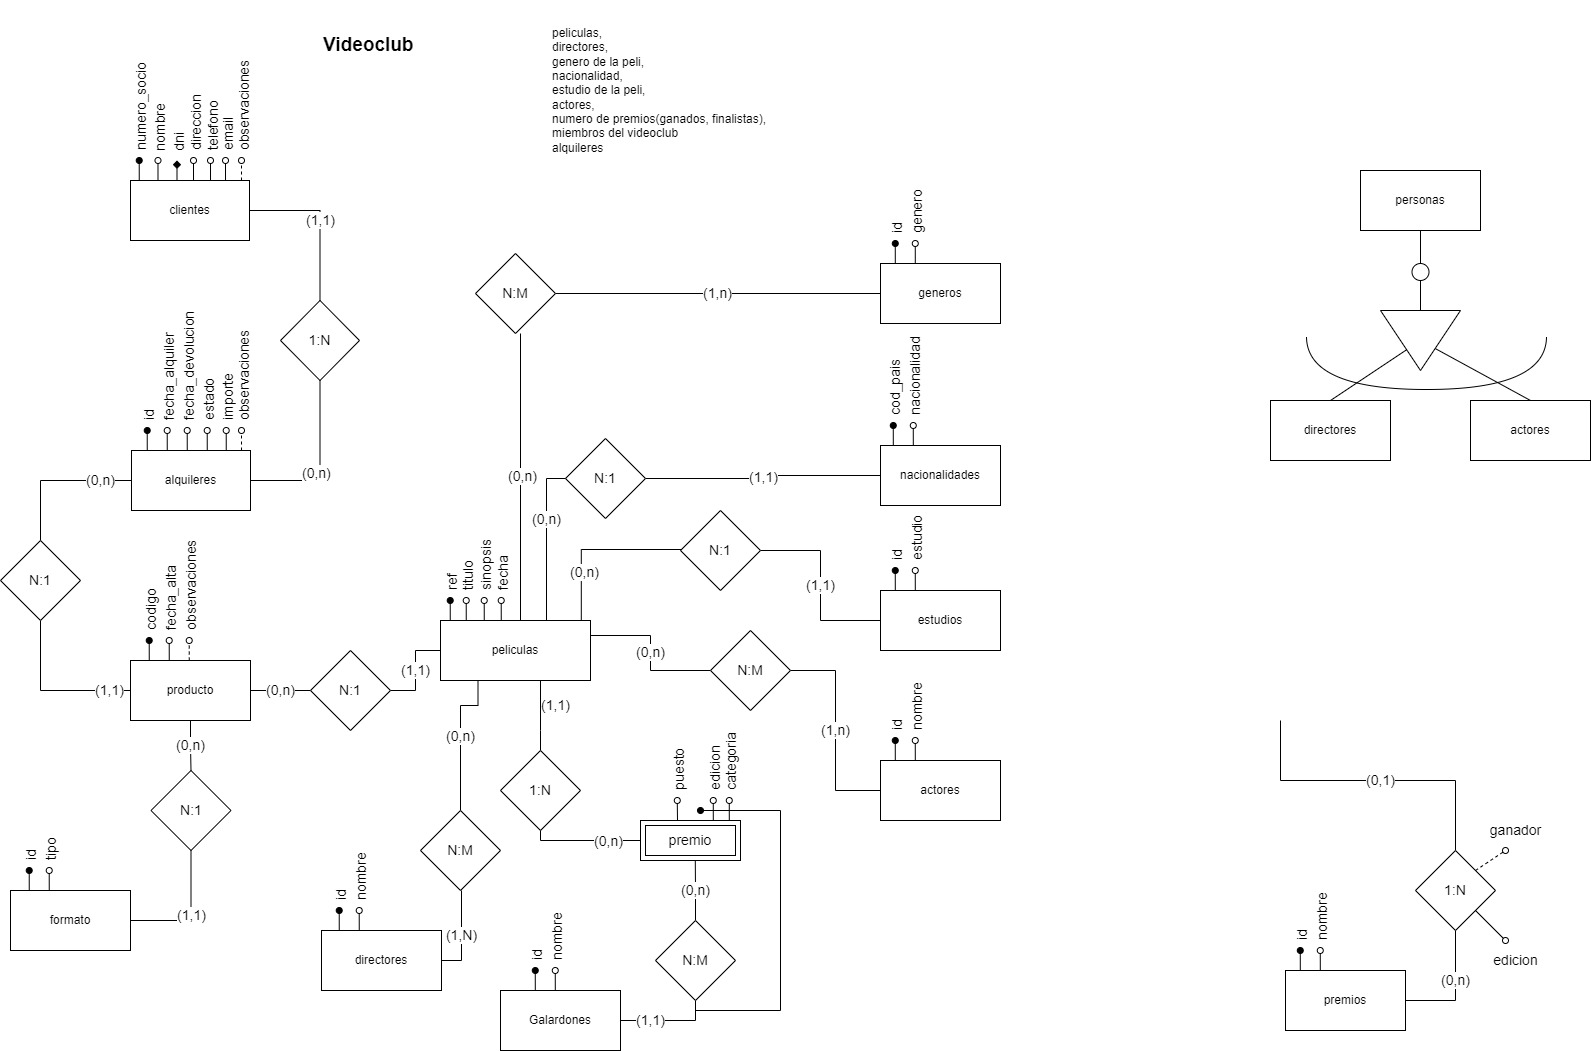 Videoclub
peliculas,
directores,
genero de la peli,
nacionalidad,
estudio de la peli,
actores,
numero de premios(ganados, finalistas),
miembros del videoclub
alquileres
numero_socio
nombre
dni
direccion
telefono
email
observaciones
clientes
(1,1)
1:N
(0,n)
id
fecha_alquiler
fecha_devolucion
estado
importe
observaciones
alquileres
(0,n)
N:1
(1,1)
codigo
fecha_alta
observaciones
producto
(0,n)
N:1
(1,1)
(0,n)
N:1
(1,1)
id
tipo
formato
ref
titulo
sinopsis
fecha
peliculas
N:M
(1,n)
(0,n)
id
genero
generos
N:1
(1,1)
(0,n)
cod_pais
nacionalidad
nacionalidades
N:1
(0,n)
(1,1)
id
estudio
estudios
(0,n)
N:M
(1,n)
id
nombre
actores
(0,n)
N:M
(1,N)
id
nombre
directores
(1,1)
1:N
(0,n)
puesto
edicion
categoria
premio
(0,n)
N:M
(1,1)
id
nombre
Galardones
personas
directores
actores
(0,1)
ganador
1:N
edicion
(0,n)
id
nombre
premios